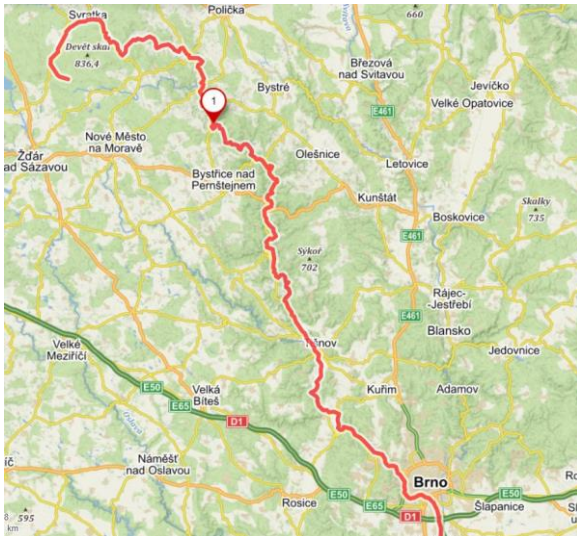 Svratka
Polička
660
Devět skal
836,4
Březová
nad Svitavou
Jevíčko
Bystré
Velké Opatovice
1
E461
Nové Město
na Moravě
Olešnice
Letovice
Žďár
ad Sázavou
Bystřice nad
Pernštejnem
Kunštát
Skalky
735
Boskovice
E461
Sýkoř
702
Rájec-
-Jestřebí
E461
Blansko
Velké
Meziříčí
Jedovnice
E50
Velká
Bíteš
Kuřim
Adamov
E65
D1
Náměšť
nad Oslavou
Brno
Rosice
E50
E65
E50
Šlapanice
D1
595
km